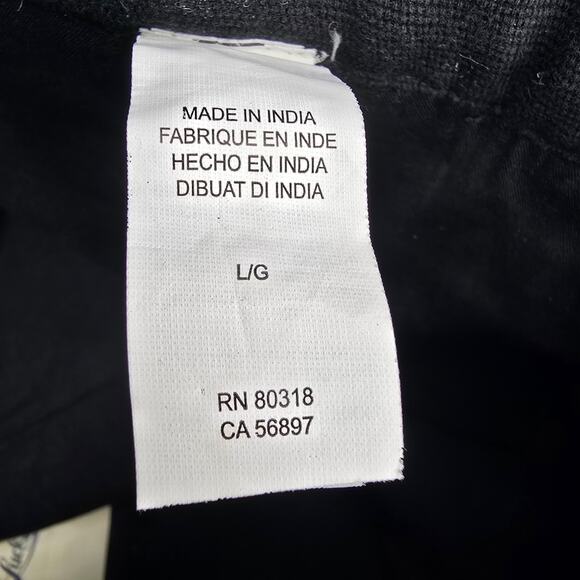 MADE IN INDIA
FABRIQUE EN INDE
HECHO EN INDIA
DIBUAT DI INDIA
L/G
RN 80318
CA 56897